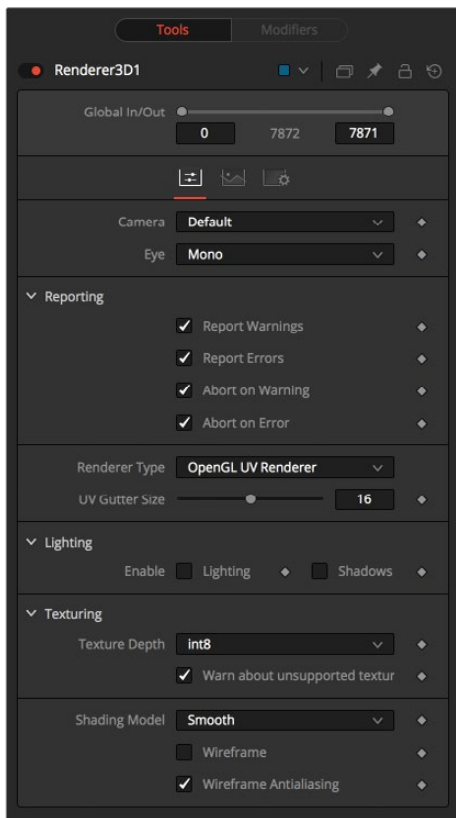 Tools Modifiers
Renderer3D1
Global In/Out
0 7872 7871
Camera Default
Eye Mono
Reporting
Report Warnings
Report Errors
Abort on Warning
Abort on Error
Renderer Type OpenGL UV Renderer
UV Gutter Size 16
Lighting
Enable Lighting Shadows
Texturing
Texture Depth int8
Warn about unsupported textur
Shading Model Smooth
Wireframe
Wireframe Antialiasing